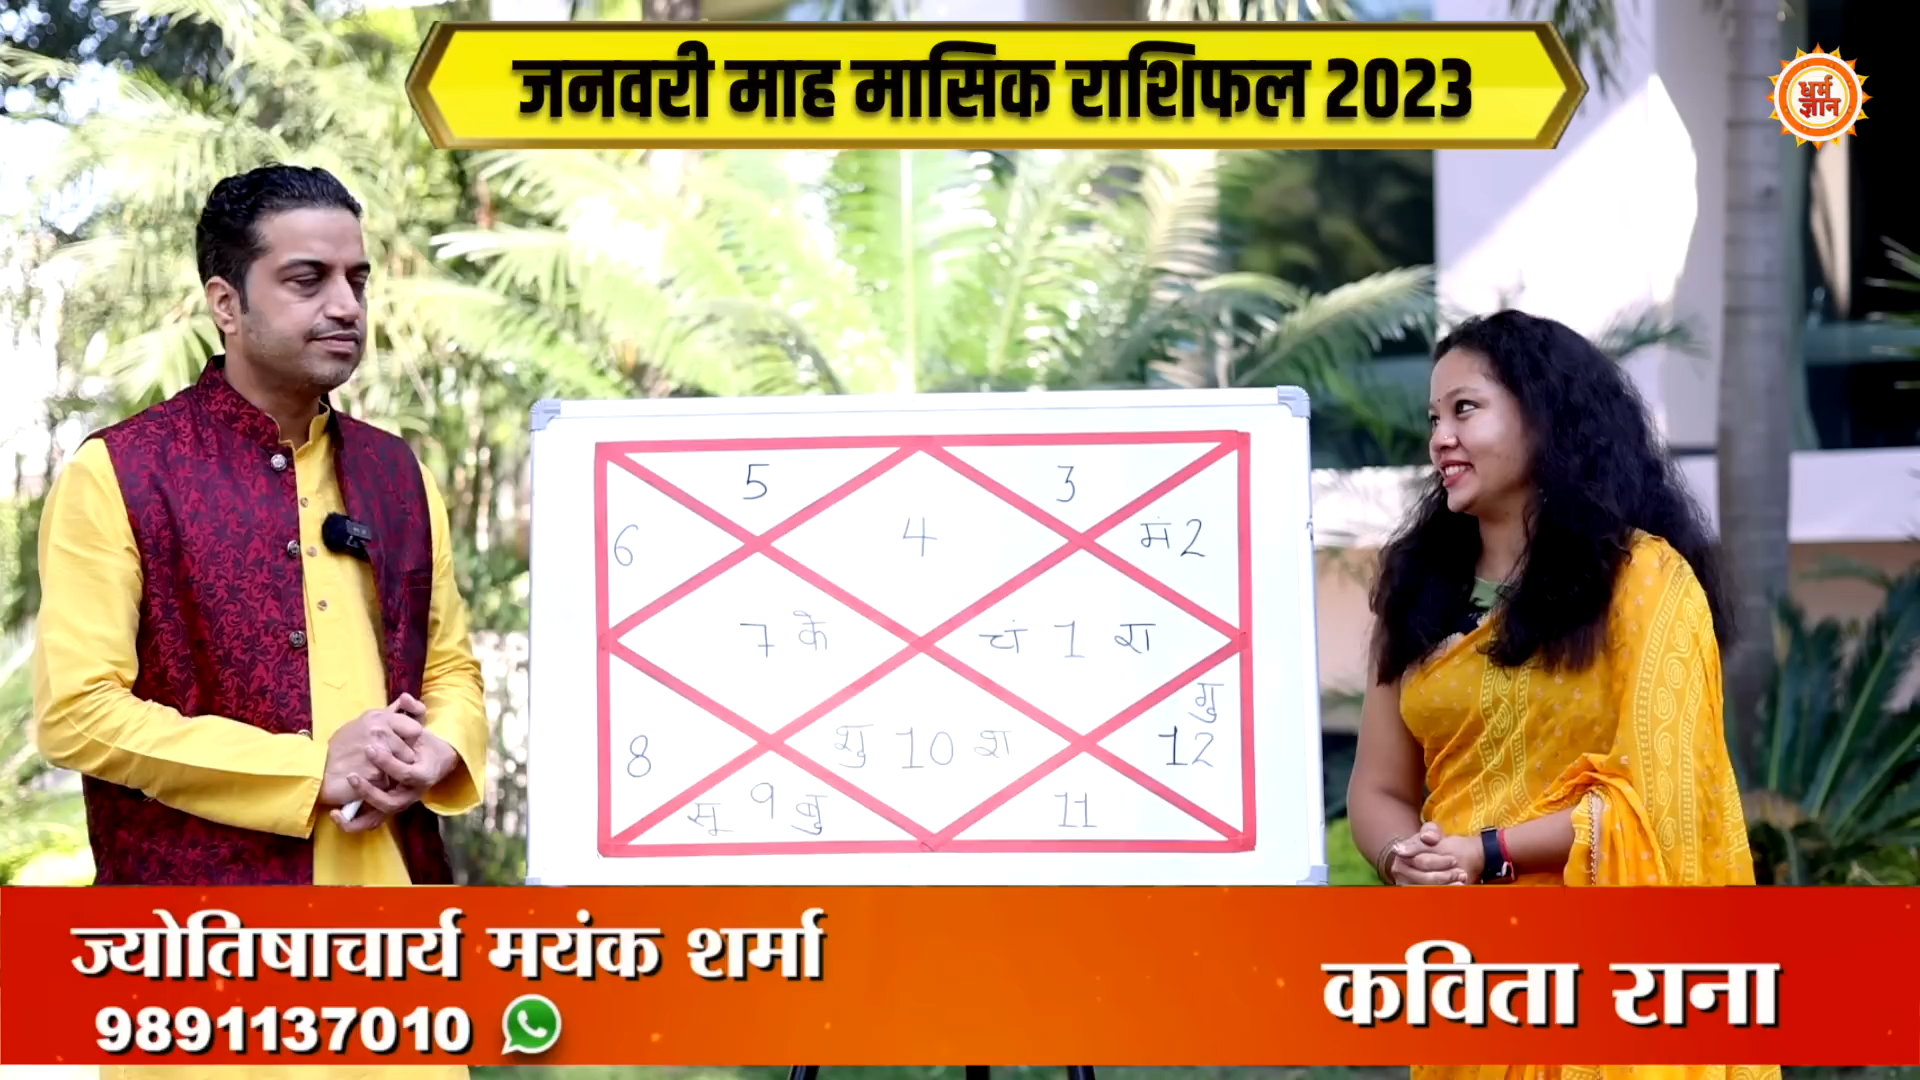 जनवरी माह मासिक राशिफल 2023
धर्म
ज्ञान
5
3
6
4
मं 2
7 के
चं 1 रा
गु
8
शु 10 श
12
सू 9 बु
11
ज्योतिषाचार्य मयंक शर्मा
9891137010
कविता राना